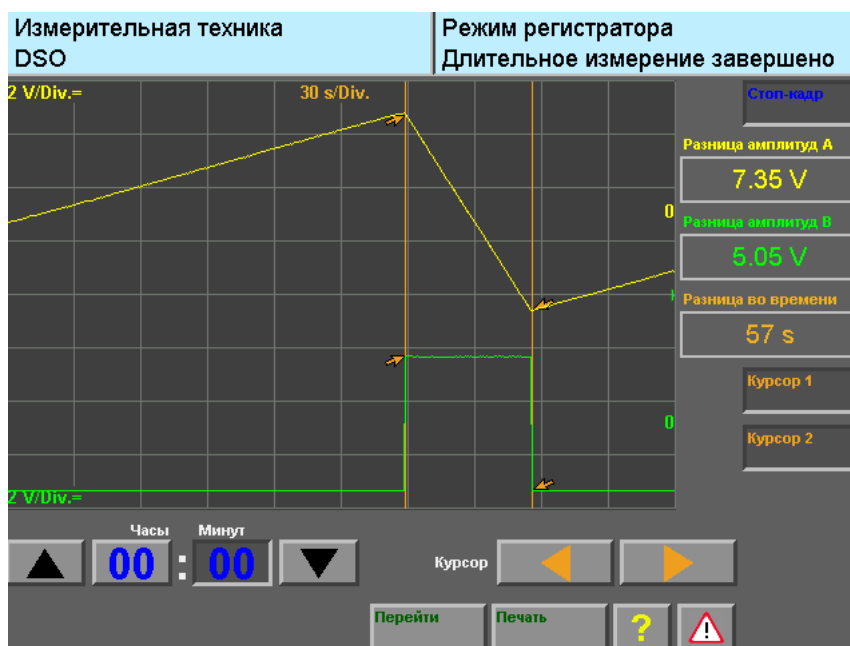 Измерительная техника
DSO
Режим регистратора
Длительное измерение завершено
2 V/Div.=
30 s/Div.
Стоп-кадр
Разница амплитуд А
7.35 V
0
Разница амплитуд В
5.05 V
Разница во времени
57 s
Курсор 1
0
Курсор 2
2 V/Div.=
Часы
Минут
00 : 00
Курсор
Перейти
Печать
?
!